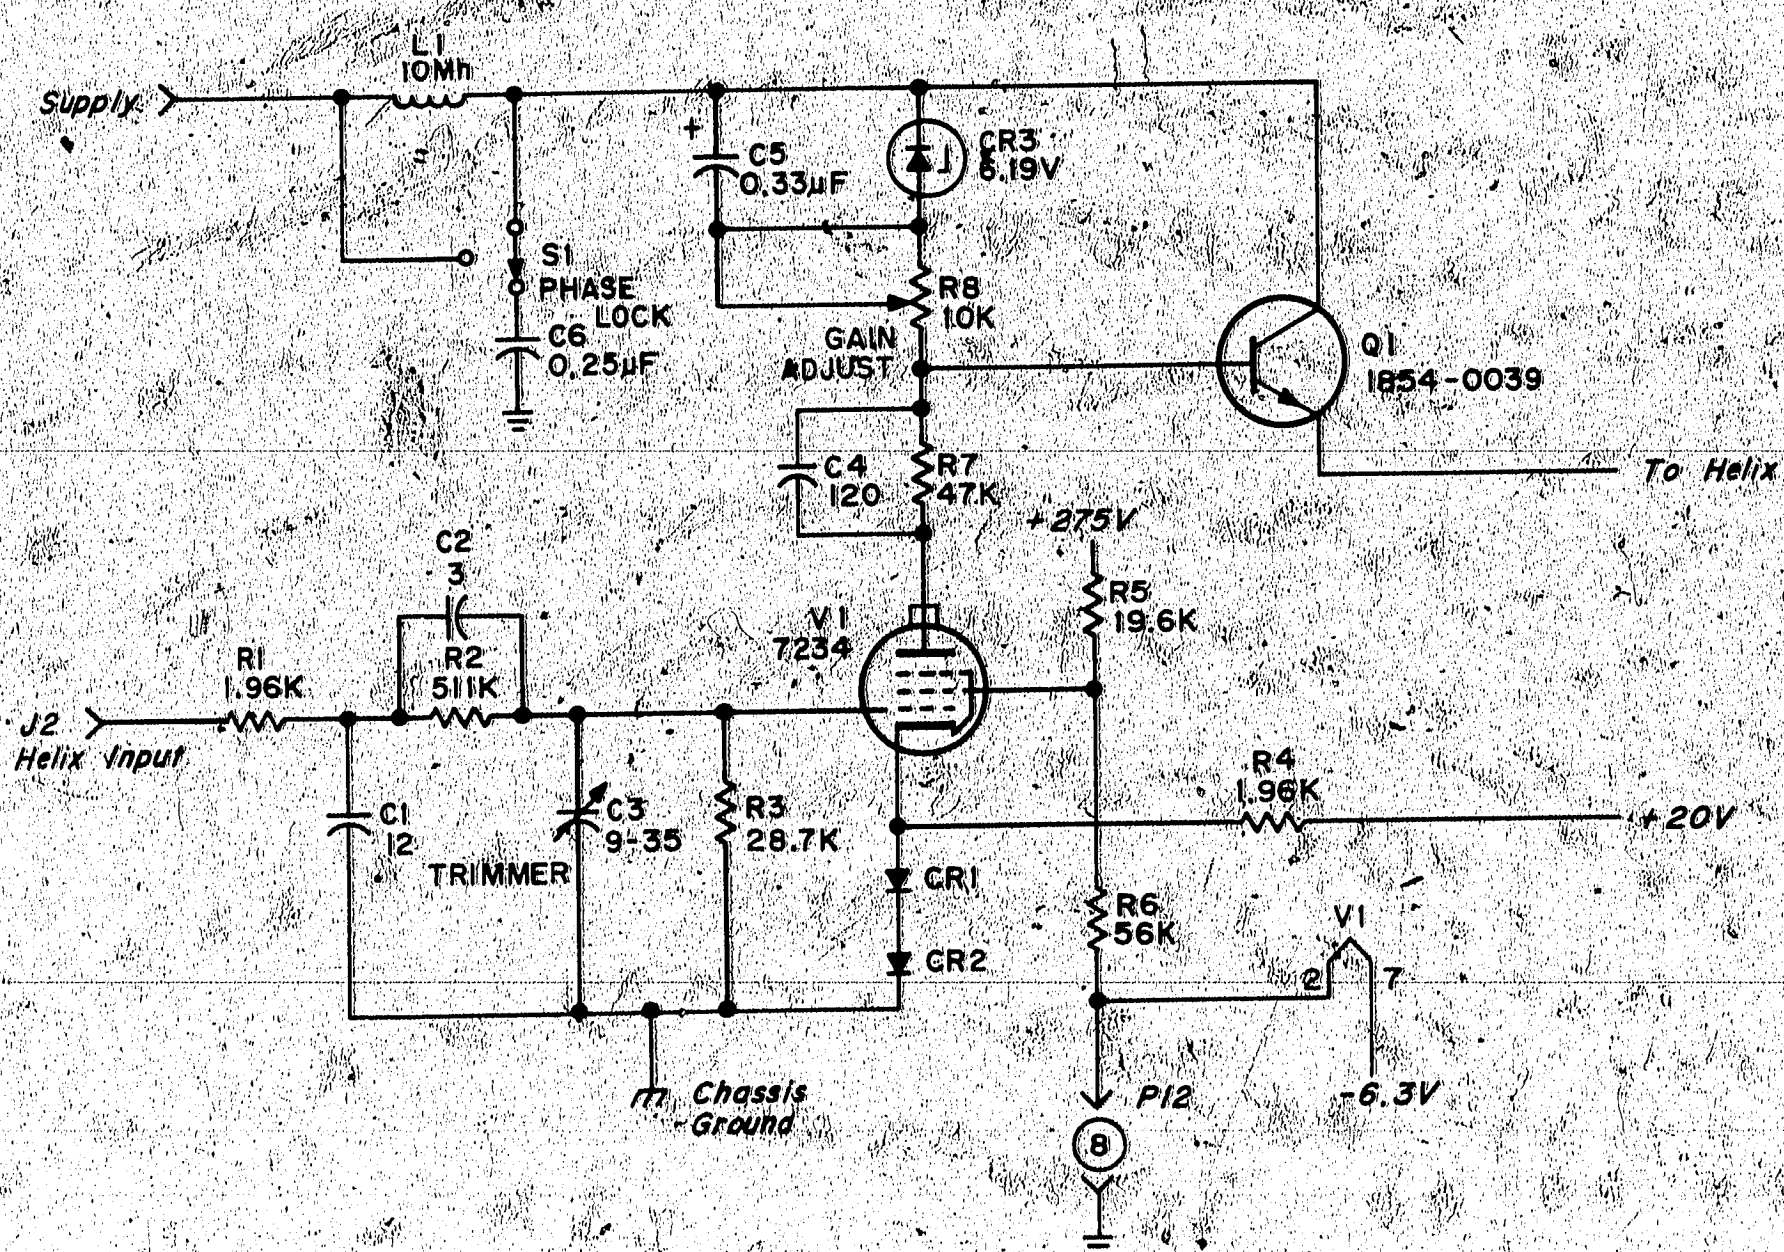 L1
10Mh
Supply
+
C5
0.33µF
CR3
6.19V
S1
PHASE
LOCK
C6
0.25µF
R8
10K
GAIN
ADJUST
Q1
1854-0039
To Helix
C4
120
R7
47K
+275V
C2
3
R5
19.6K
V1
7234
R1
1.96K
R2
511K
J2
Helix Input
R4
1.96K
+20V
C1
12
C3
9-35
TRIMMER
R3
28.7K
CR1
R6
56K
V1
CR2
2
7
Chassis
Ground
P12
-6.3V
8